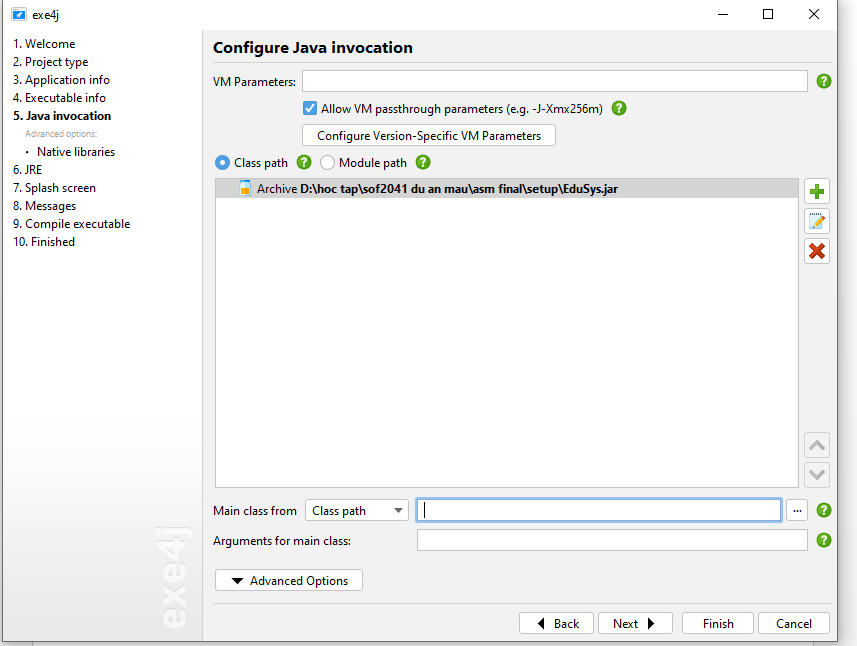 exe4j
1. Welcome
2. Project type
3. Application info
4. Executable info
5. Java invocation
Advanced options:
• Native libraries
6. JRE
7. Splash screen
8. Messages
9. Compile executable
10. Finished
exe4j
Configure Java invocation
VM Parameters:
Allow VM passthrough parameters (e.g. -J-Xmx256m)
Configure Version-Specific VM Parameters
Class path Module path
Archive D:\hoc tap\sof2041 du an mau\asm final\setup\EduSys.jar
Main class from Class path ...
Arguments for main class:
Advanced Options
Back Next Finish Cancel